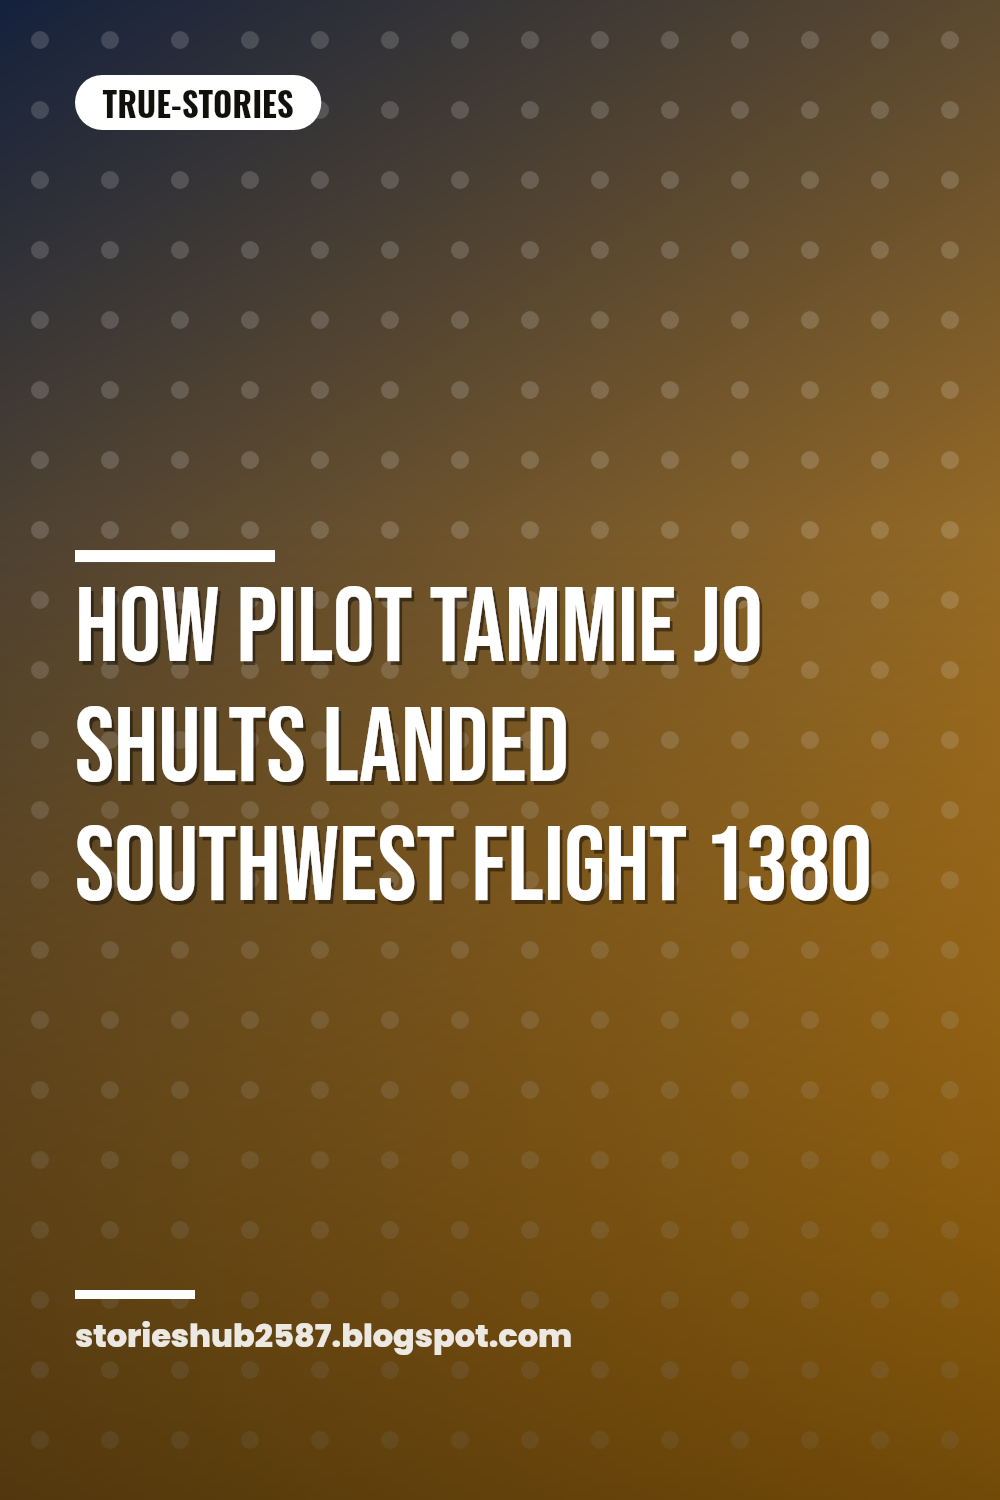 TRUE-STORIES
HOW PILOT TAMMIE JO
SHULTS LANDED
SOUTHWEST FLIGHT 1380
storieshub2587.blogspot.com